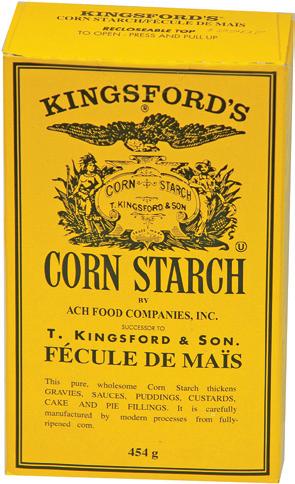 KINGSFORD'S
CORN STARCH/FÉCULE DE MAÏS
RECLOSEABLE TOP
TO OPEN - PRESS AND PULL UP
KINGSFORD'S
®
CORN STARCH
T. KINGSFORD & SON
U
CORN STARCH
BY
ACH FOOD COMPANIES, INC.
SUCCESSOR TO
T. KINGSFORD & SON.
FÉCULE DE MAÏS
This pure, wholesome Corn Starch thickens
GRAVIES, SAUCES, PUDDINGS, CUSTARDS,
CAKE AND PIE FILLINGS. It is carefully
manufactured by modern processes from fully-
ripened corn.
454 g